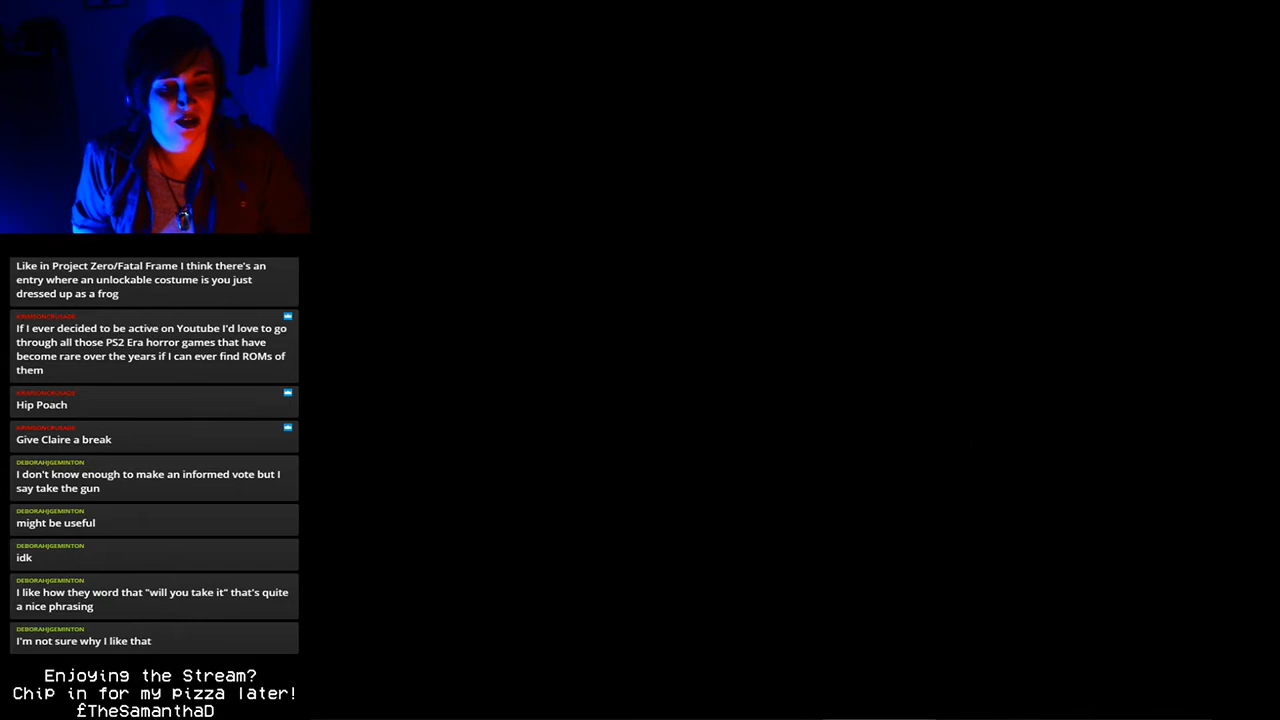 Like in Project Zero/Fatal Frame I think there's an
entry where an unlockable costume is you just
dressed up as a frog
KRIMSONCRUSADE
If I ever decided to be active on Youtube I'd love to go
through all those PS2 Era horror games that have
become rare over the years if I can ever find ROMs of
them
KRIMSONCRUSADE
Hip Poach
KRIMSONCRUSADE
Give Claire a break
DEBORAHJGEMINTON
I don't know enough to make an informed vote but I
say take the gun
DEBORAHJGEMINTON
might be useful
DEBORAHJGEMINTON
idk
DEBORAHJGEMINTON
I like how they word that "will you take it" that's quite
a nice phrasing
DEBORAHJGEMINTON
I'm not sure why I like that
Enjoying the Stream?
Chip in for my pizza later!
£TheSamanthaD